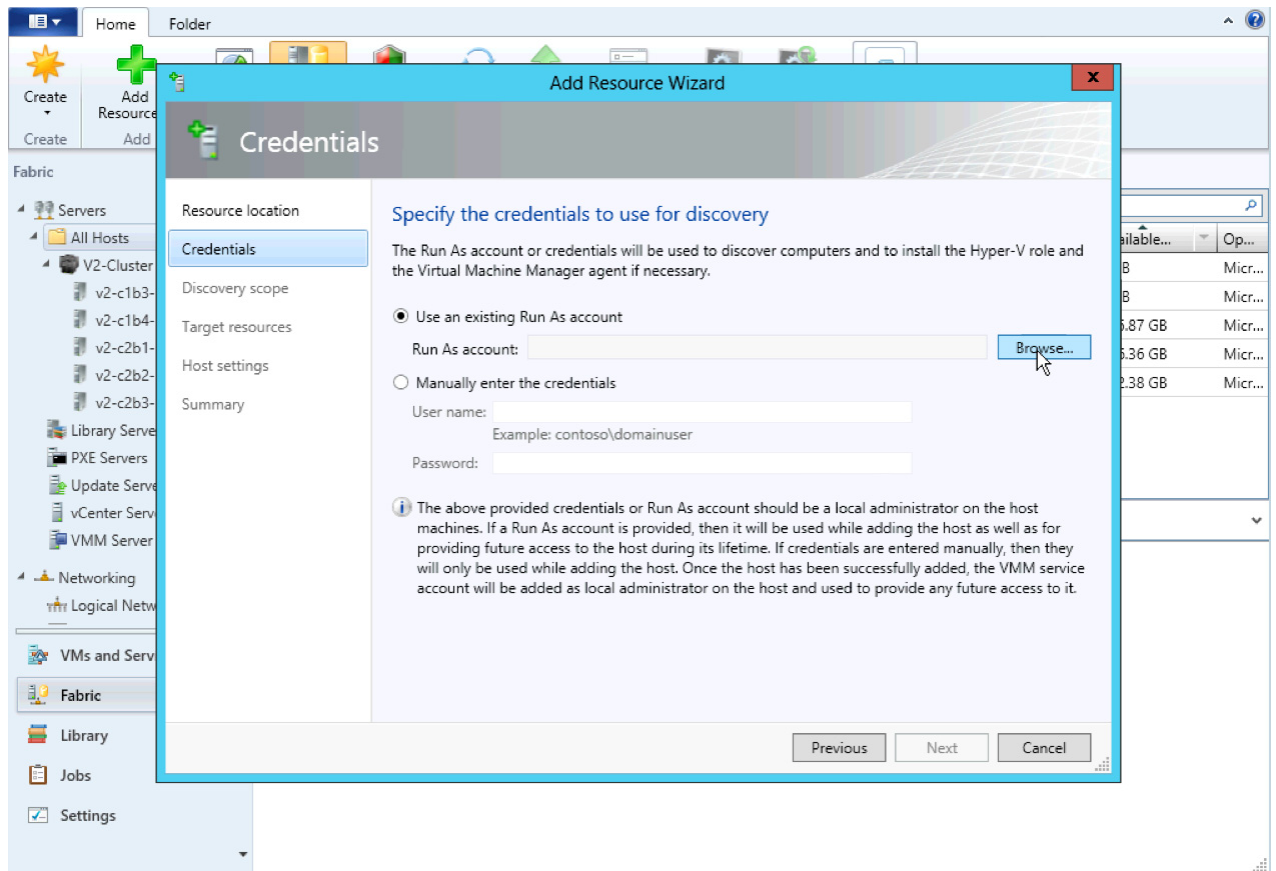 Home Folder
Create
Add
Resource
Create Add
Fabric
Servers
All Hosts
V2-Cluster
v2-c1b3-
v2-c1b4-
v2-c2b1-
v2-c2b2-
v2-c2b3-
Library Serve
PXE Servers
Update Serve
vCenter Serv
VMM Server
Networking
Logical Netw
VMs and Servi
Fabric
Library
Jobs
Settings
Add Resource Wizard
x
Credentials
Resource location
Credentials
Discovery scope
Target resources
Host settings
Summary
Specify the credentials to use for discovery
The Run As account or credentials will be used to discover computers and to install the Hyper-V role and
the Virtual Machine Manager agent if necessary.
Use an existing Run As account
Run As account: Browse...
Manually enter the credentials
User name:
Example: contoso\domainuser
Password:
The above provided credentials or Run As account should be a local administrator on the host
machines. If a Run As account is provided, then it will be used while adding the host as well as for
providing future access to the host during its lifetime. If credentials are entered manually, then they
will only be used while adding the host. Once the host has been successfully added, the VMM service
account will be added as local administrator on the host and used to provide any future access to it.
Previous Next Cancel
ailable... Op...
B Micr...
B Micr...
5.87 GB Micr...
5.36 GB Micr...
2.38 GB Micr...